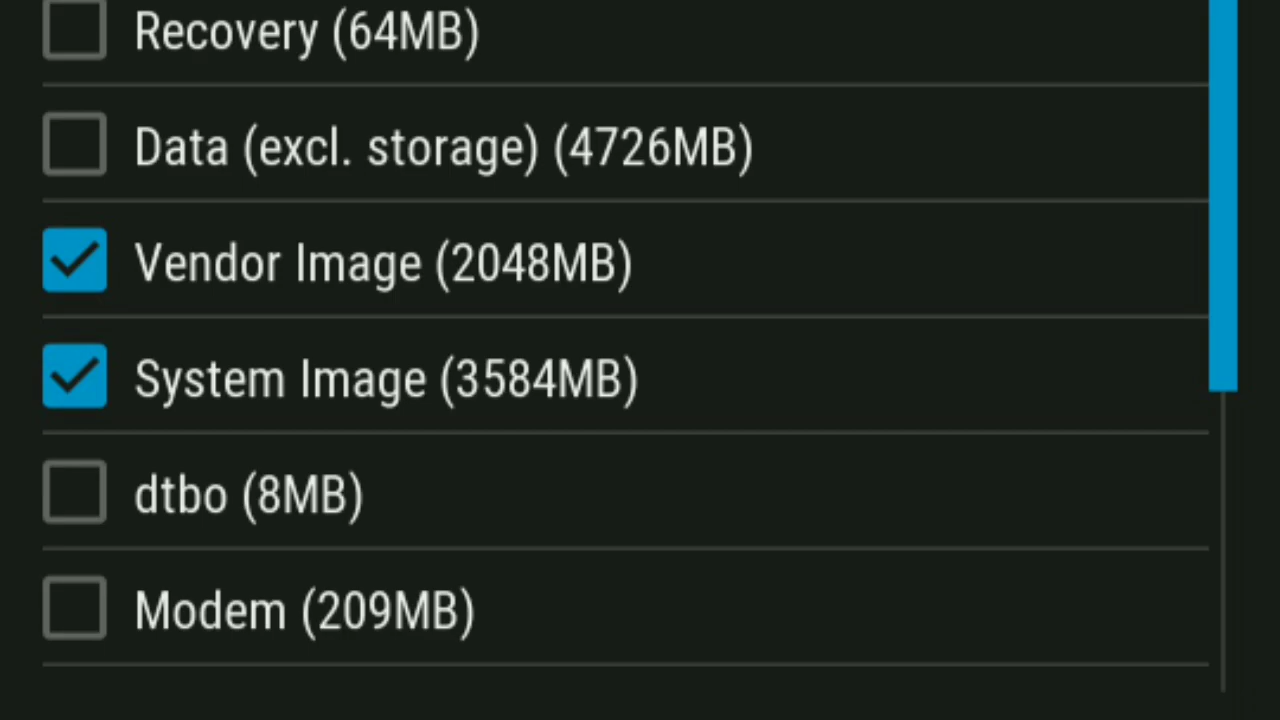 Recovery (64MB)
Data (excl. storage) (4726MB)
Vendor Image (2048MB)
System Image (3584MB)
dtbo (8MB)
Modem (209MB)